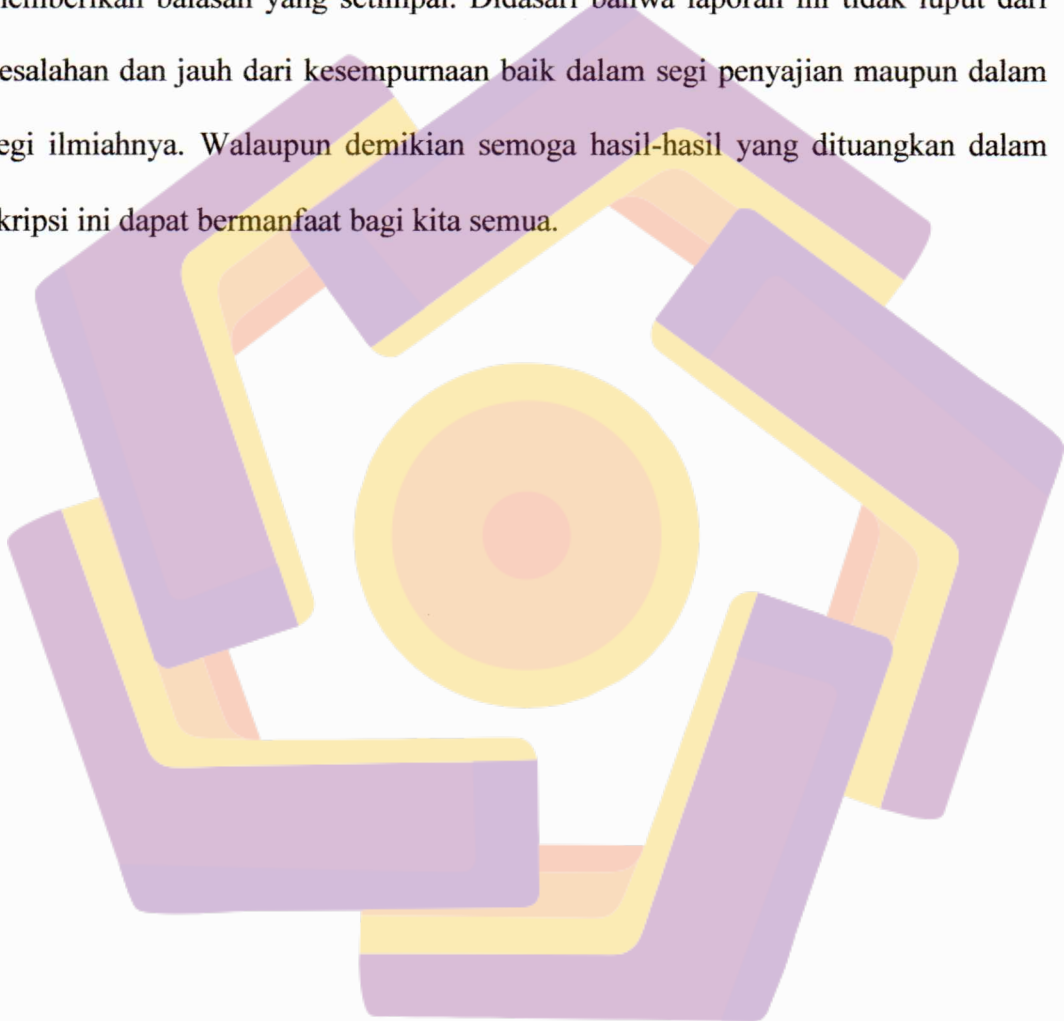 emberikan balasan yang setimpal. Didasari bahwa laporan ini tidak luput dari
esalahan dan jauh dari kesempurnaan baik dalam segi penyajian maupun dalam
egi ilmiahnya. Walaupun demikian semoga hasil-hasil yang dituangkan dalam
kripsi ini dapat bermanfaat bagi kita semua.